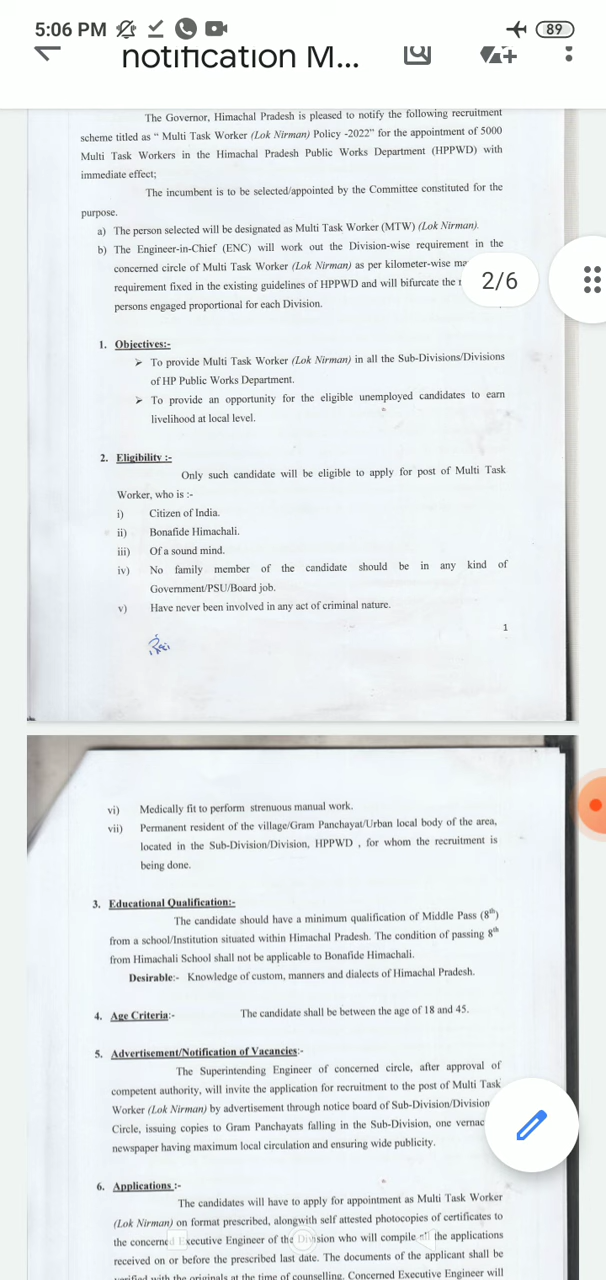 5:06 PM
89
notification M...
The Governor, Himachal Pradesh is pleased to notify the following recruitment
scheme titled as “ Multi Task Worker (Lok Nirman) Policy -2022” for the appointment of 5000
Multi Task Workers in the Himachal Pradesh Public Works Department (HPPWD) with
immediate effect;
The incumbent is to be selected/appointed by the Committee constituted for the
purpose.
a) The person selected will be designated as Multi Task Worker (MTW) (Lok Nirman).
b) The Engineer-in-Chief (ENC) will work out the Division-wise requirement in the
concerned circle of Multi Task Worker (Lok Nirman) as per kilometer-wise
requirement fixed in the existing guidelines of HPPWD and will bifurcate the
2/6
persons engaged proportional for each Division.
1. Objectives:-
➢ To provide Multi Task Worker (Lok Nirman) in all the Sub-Divisions/Divisions
of HP Public Works Department.
➢ To provide an opportunity for the eligible unemployed candidates to earn
livelihood at local level.
2. Eligibility :-
Only such candidate will be eligible to apply for post of Multi Task
Worker, who is :-
i) Citizen of India.
ii) Bonafide Himachali.
iii) Of a sound mind.
iv) No family member of the candidate should be in any kind of
Government/PSU/Board job.
v) Have never been involved in any act of criminal nature.
1
vi) Medically fit to perform strenuous manual work.
vii) Permanent resident of the village/Gram Panchayat/Urban local body of the area,
located in the Sub-Division/Division, HPPWD , for whom the recruitment is
being done.
3. Educational Qualification:-
The candidate should have a minimum qualification of Middle Pass (8th)
from a school/Institution situated within Himachal Pradesh. The condition of passing 8th
from Himachali School shall not be applicable to Bonafide Himachali.
Desirable:- Knowledge of custom, manners and dialects of Himachal Pradesh.
4. Age Criteria:- The candidate shall be between the age of 18 and 45.
5. Advertisement/Notification of Vacancies:-
The Superintending Engineer of concerned circle, after approval of
competent authority, will invite the application for recruitment to the post of Multi Task
Worker (Lok Nirman) by advertisement through notice board of Sub-Division/Division
Circle, issuing copies to Gram Panchayats falling in the Sub-Division, one
newspaper having maximum local circulation and ensuring wide publicity.
6. Applications :-
The candidates will have to apply for appointment as Multi Task Worker
(Lok Nirman) on format prescribed, alongwith self attested photocopies of certificates to
the concerned Executive Engineer of the Division who will compile all the applications
received on or before the prescribed last date. The documents of the applicant shall be
verified with the originals at the time of counselling. Concerned Executive Engineer will